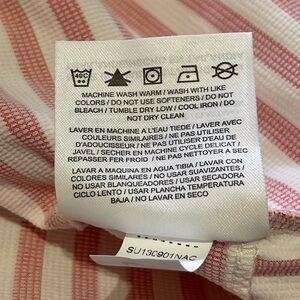 40C
MACHINE WASH WARM / WASH WITH LIKE
COLORS / DO NOT USE SOFTENERS / DO NOT
BLEACH / TUMBLE DRY LOW / COOL IRON / DO
NOT DRY CLEAN
LAVER EN MACHINE A L'EAU TIEDE / LAVER AVEC
COULEURS SIMILAIRES / NE PAS UTILISER
D'ADOUCISSEUR / NE PAS UTILISER D'EAU DE
JAVEL / SECHER EN MACHINE CYCLE DELICAT /
REPASSER FER FROID / NE PAS NETTOYER A SEC
LAVAR A MAQUINA EN AGUA TIBIA / LAVAR CON
COLORES SIMILARES / NO USAR SUAVIZANTES /
NO USAR BLANQUEADORES / USAR SECADORA
CICLO LENTO / USAR PLANCHA TEMPERATURA
BAJA / NO LAVAR EN SECO
SU130901NAC